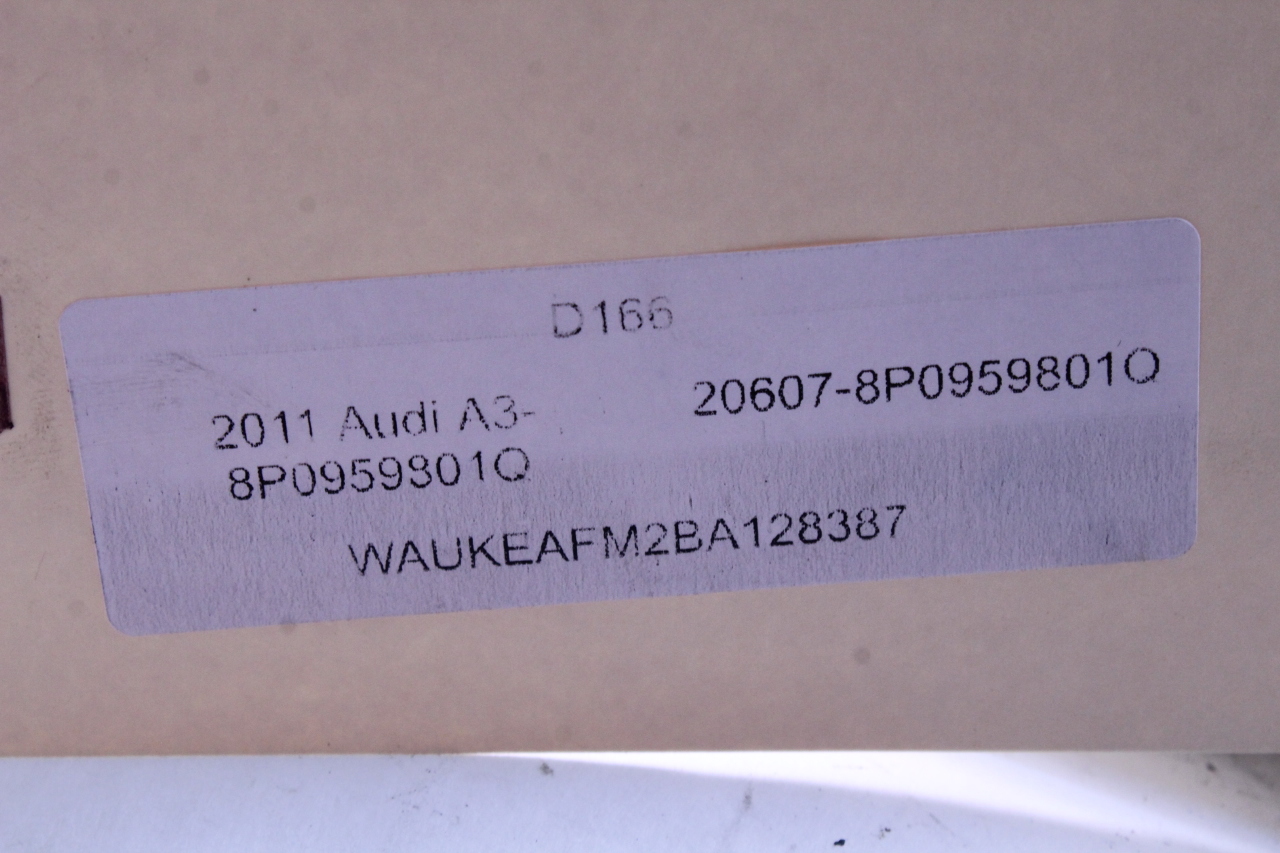 D166
2011 Audi A3-
8P0959801Q
20607-8P0959801Q
WAUKEAFM2BA128387